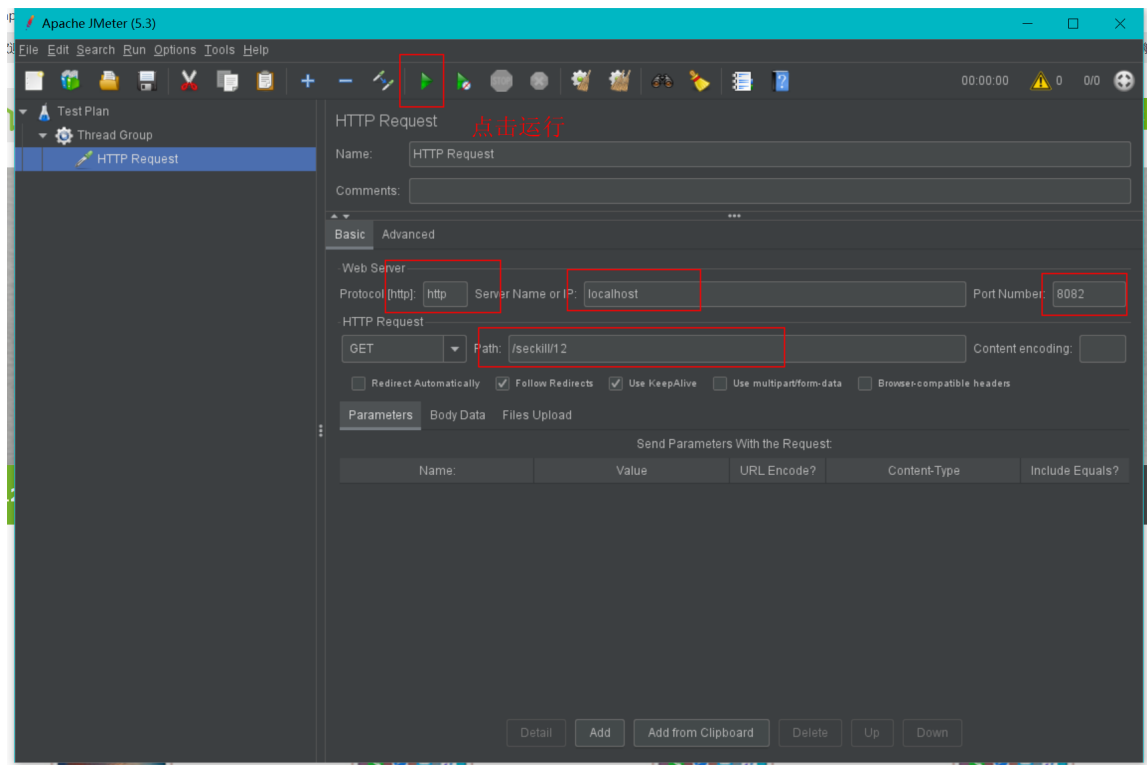 Apache JMeter (5.3)
File Edit Search Run Options Tools Help
00:00:00 0 0/0
Test Plan
Thread Group
HTTP Request
HTTP Request
点击运行
Name: HTTP Request
Comments:
Basic Advanced
Web Server
Protocol [http]: http Server Name or IP: localhost Port Number: 8082
HTTP Request
GET Path: /seckill/12 Content encoding:
Redirect Automatically Follow Redirects Use KeepAlive Use multipart/form-data Browser-compatible headers
Parameters Body Data Files Upload
Send Parameters With the Request:
Name: Value URL Encode? Content-Type Include Equals?
Detail Add Add from Clipboard Delete Up Down